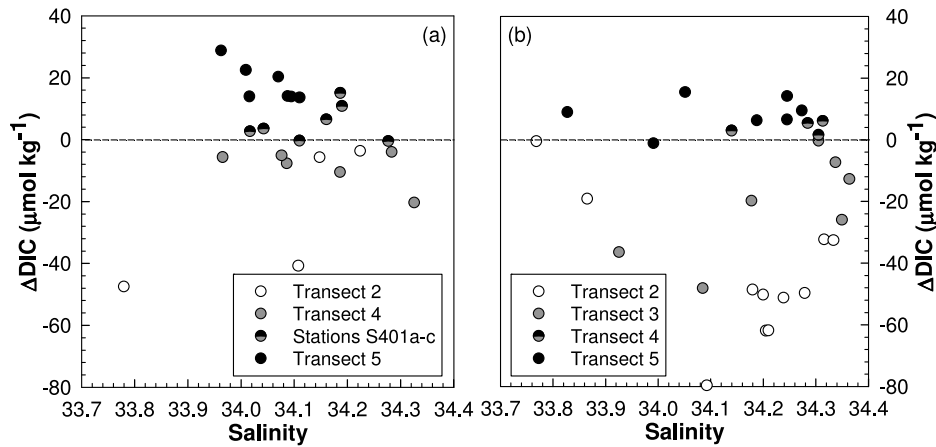 40
20
0
-20
-40
-60
-80
ΔDIC (μmol kg⁻¹)
(a)
Transect 2
Transect 4
Stations S401a-c
Transect 5
33.7 33.8 33.9 34.0 34.1 34.2 34.3 34.4
Salinity
(b)
Transect 2
Transect 3
Transect 4
Transect 5
33.7 33.8 33.9 34.0 34.1 34.2 34.3 34.4
Salinity
40
20
0
-20
-40
-60
-80
ΔDIC (μmol kg⁻¹)